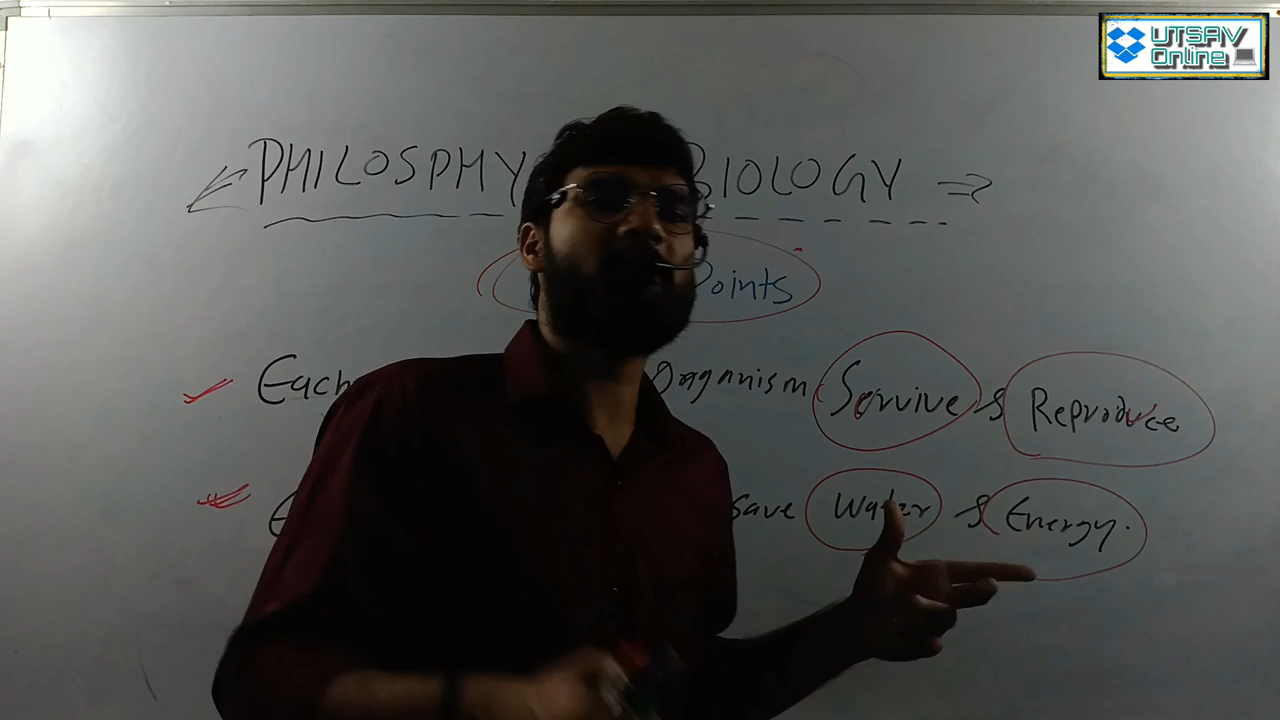 UTSAV
Online
PHILOSPHY BIOLOGY ⇒
Points
Each Organism Survive & Reproduce
Save Water & Energy.